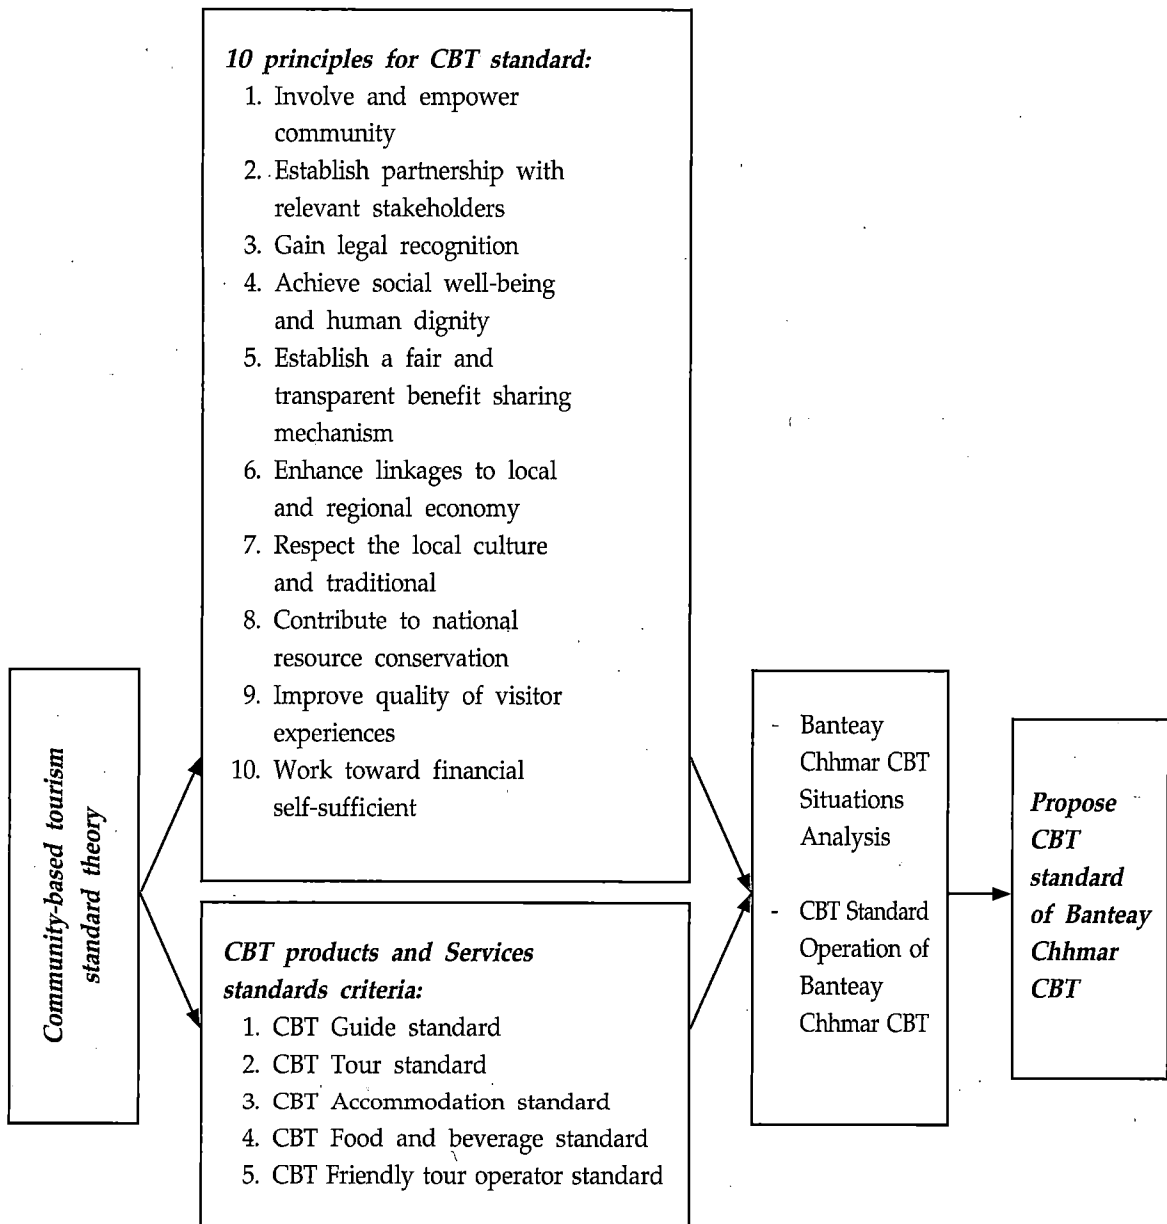 Community-based tourism
standard theory
10 principles for CBT standard:
1. Involve and empower
community
2. Establish partnership with
relevant stakeholders
3. Gain legal recognition
4. Achieve social well-being
and human dignity
5. Establish a fair and
transparent benefit sharing
mechanism
6. Enhance linkages to local
and regional economy
7. Respect the local culture
and traditional
8. Contribute to national
resource conservation
9. Improve quality of visitor
experiences
10. Work toward financial
self-sufficient
CBT products and Services
standards criteria:
1. CBT Guide standard
2. CBT Tour standard
3. CBT Accommodation standard
4. CBT Food and beverage standard
5. CBT Friendly tour operator standard
- Banteay
Chhmar CBT
Situations
Analysis
- CBT Standard
Operation of
Banteay
Chhmar CBT
Propose
CBT
standard
of Banteay
Chhmar
CBT